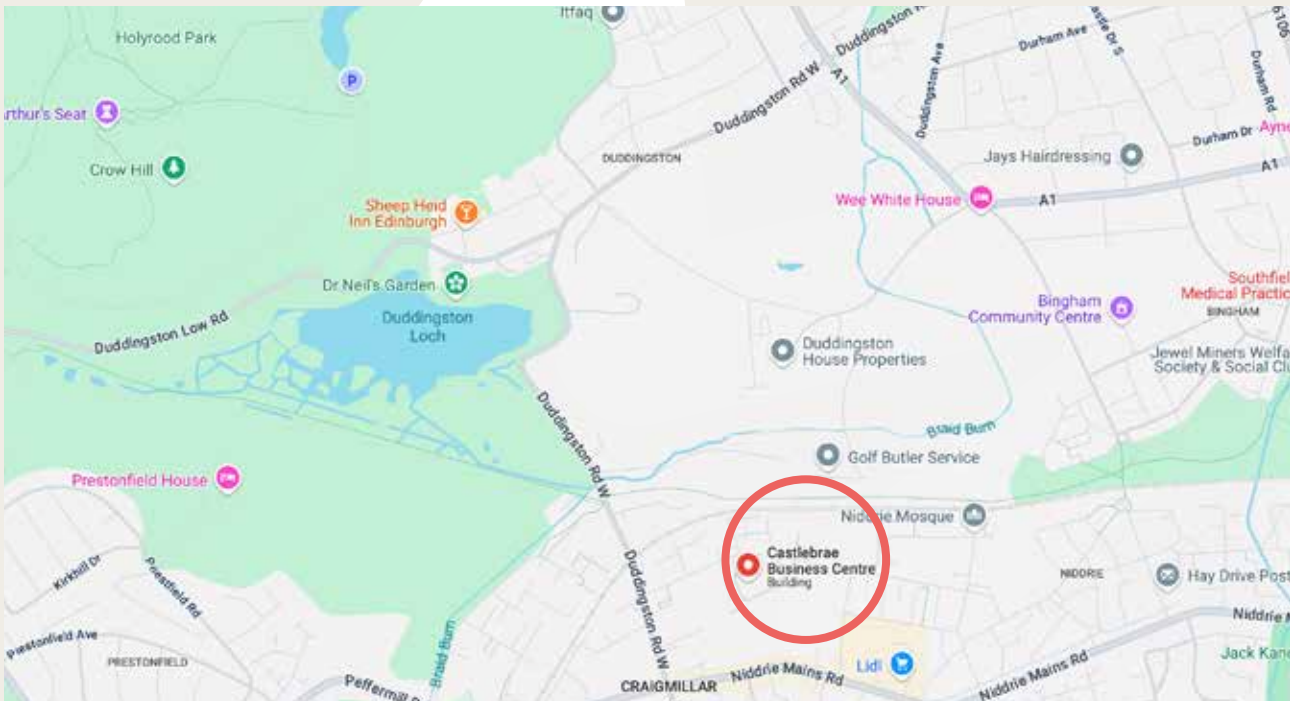 Itfaq
Holyrood Park
P
Duddingston Rd W
A1
Duddingston Ave
Durham Ave
Durham Rd
Durham Dr
rthur's Seat
Crow Hill
DUDDINGSTON
Jays Hairdressing
A1
A1
Sheep Heid
Inn Edinburgh
Wee White House
Dr Neil's Garden
Duddingston
Loch
Duddingston Low Rd
Bingham
Community Centre
Southfiel
Medical Practic
BINGHAM
Duddingston
House Properties
Jewel Miners Welfa
Society & Social Clu
Duddingston Rd W
Braid Burn
Golf Butler Service
Prestonfield House
Niddrie Mosque
Castlebrae
Business Centre
Building
NIDDRIE
Hay Drive Post
Kirkhill Dr
Priestfield Rd
Duddingston Rd W
Niddrie
Prestonfield Ave
PRESTONFIELD
Braid Burn
Peffermill
CRAIGMILLAR
Niddrie Mains Rd
Lidl
Niddrie Mains Rd
Jack Kane